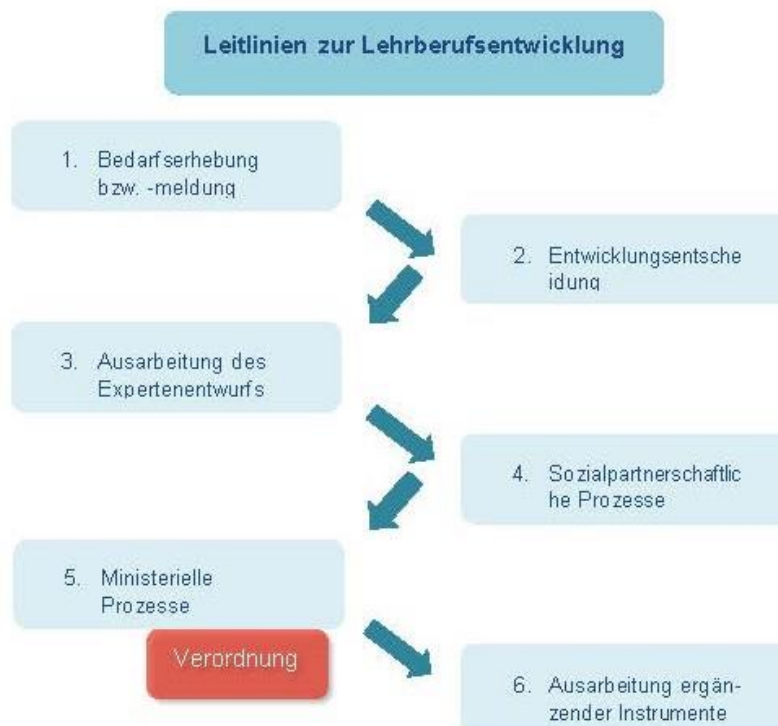 Leitlinien zur Lehrberufsentwicklung
1. Bedarfserhebung
bzw. -meldung
2. Entwicklungsentsche
idung
3. Ausarbeitung des
Expertenentwurfs
4. Sozialpartnerschaftlic
he Prozesse
5. Ministerielle
Prozesse
Verordnung
6. Ausarbeitung ergän-
zender Instrumente